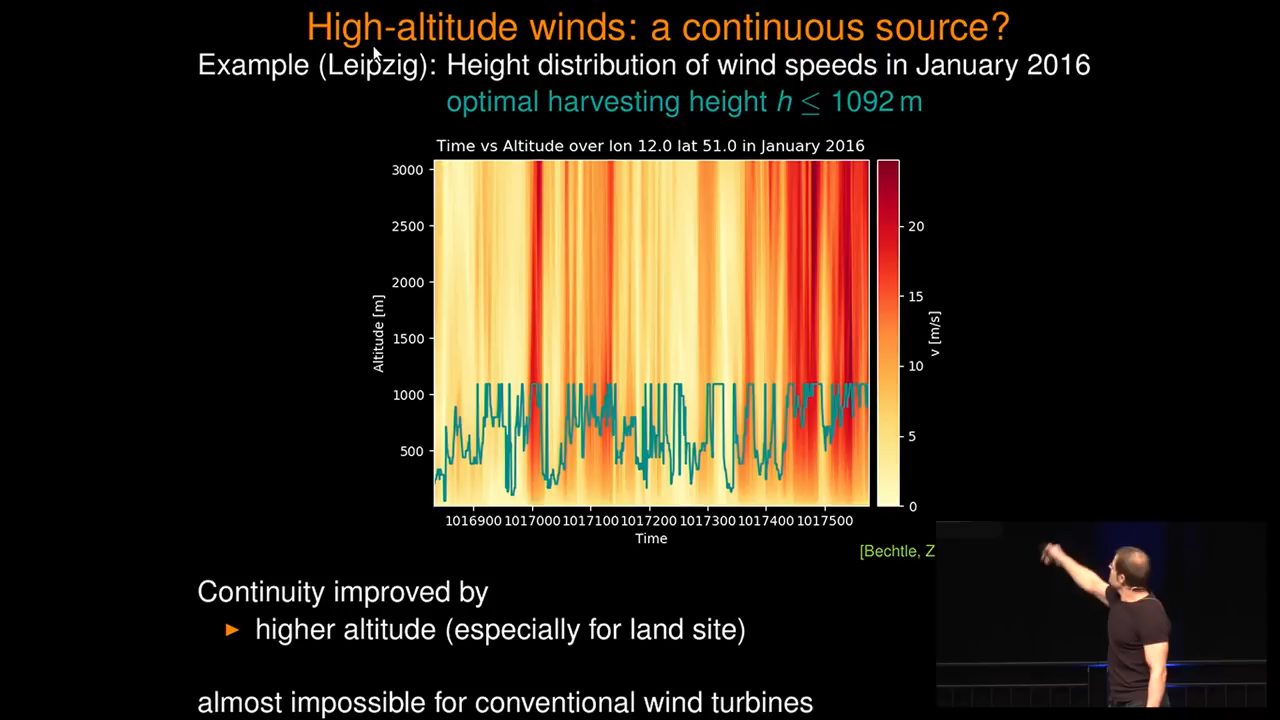 High-altitude winds: a continuous source?
Example (Leipzig): Height distribution of wind speeds in January 2016
optimal harvesting height h ≤ 1092 m
Time vs Altitude over lon 12.0 lat 51.0 in January 2016
3000
2500
2000
1500
1000
500
Altitude [m]
20
15
10
5
0
v [m/s]
1016900 1017000 1017100 1017200 1017300 1017400 1017500
Time
[Bechtle, Z
Continuity improved by
► higher altitude (especially for land site)
almost impossible for conventional wind turbines